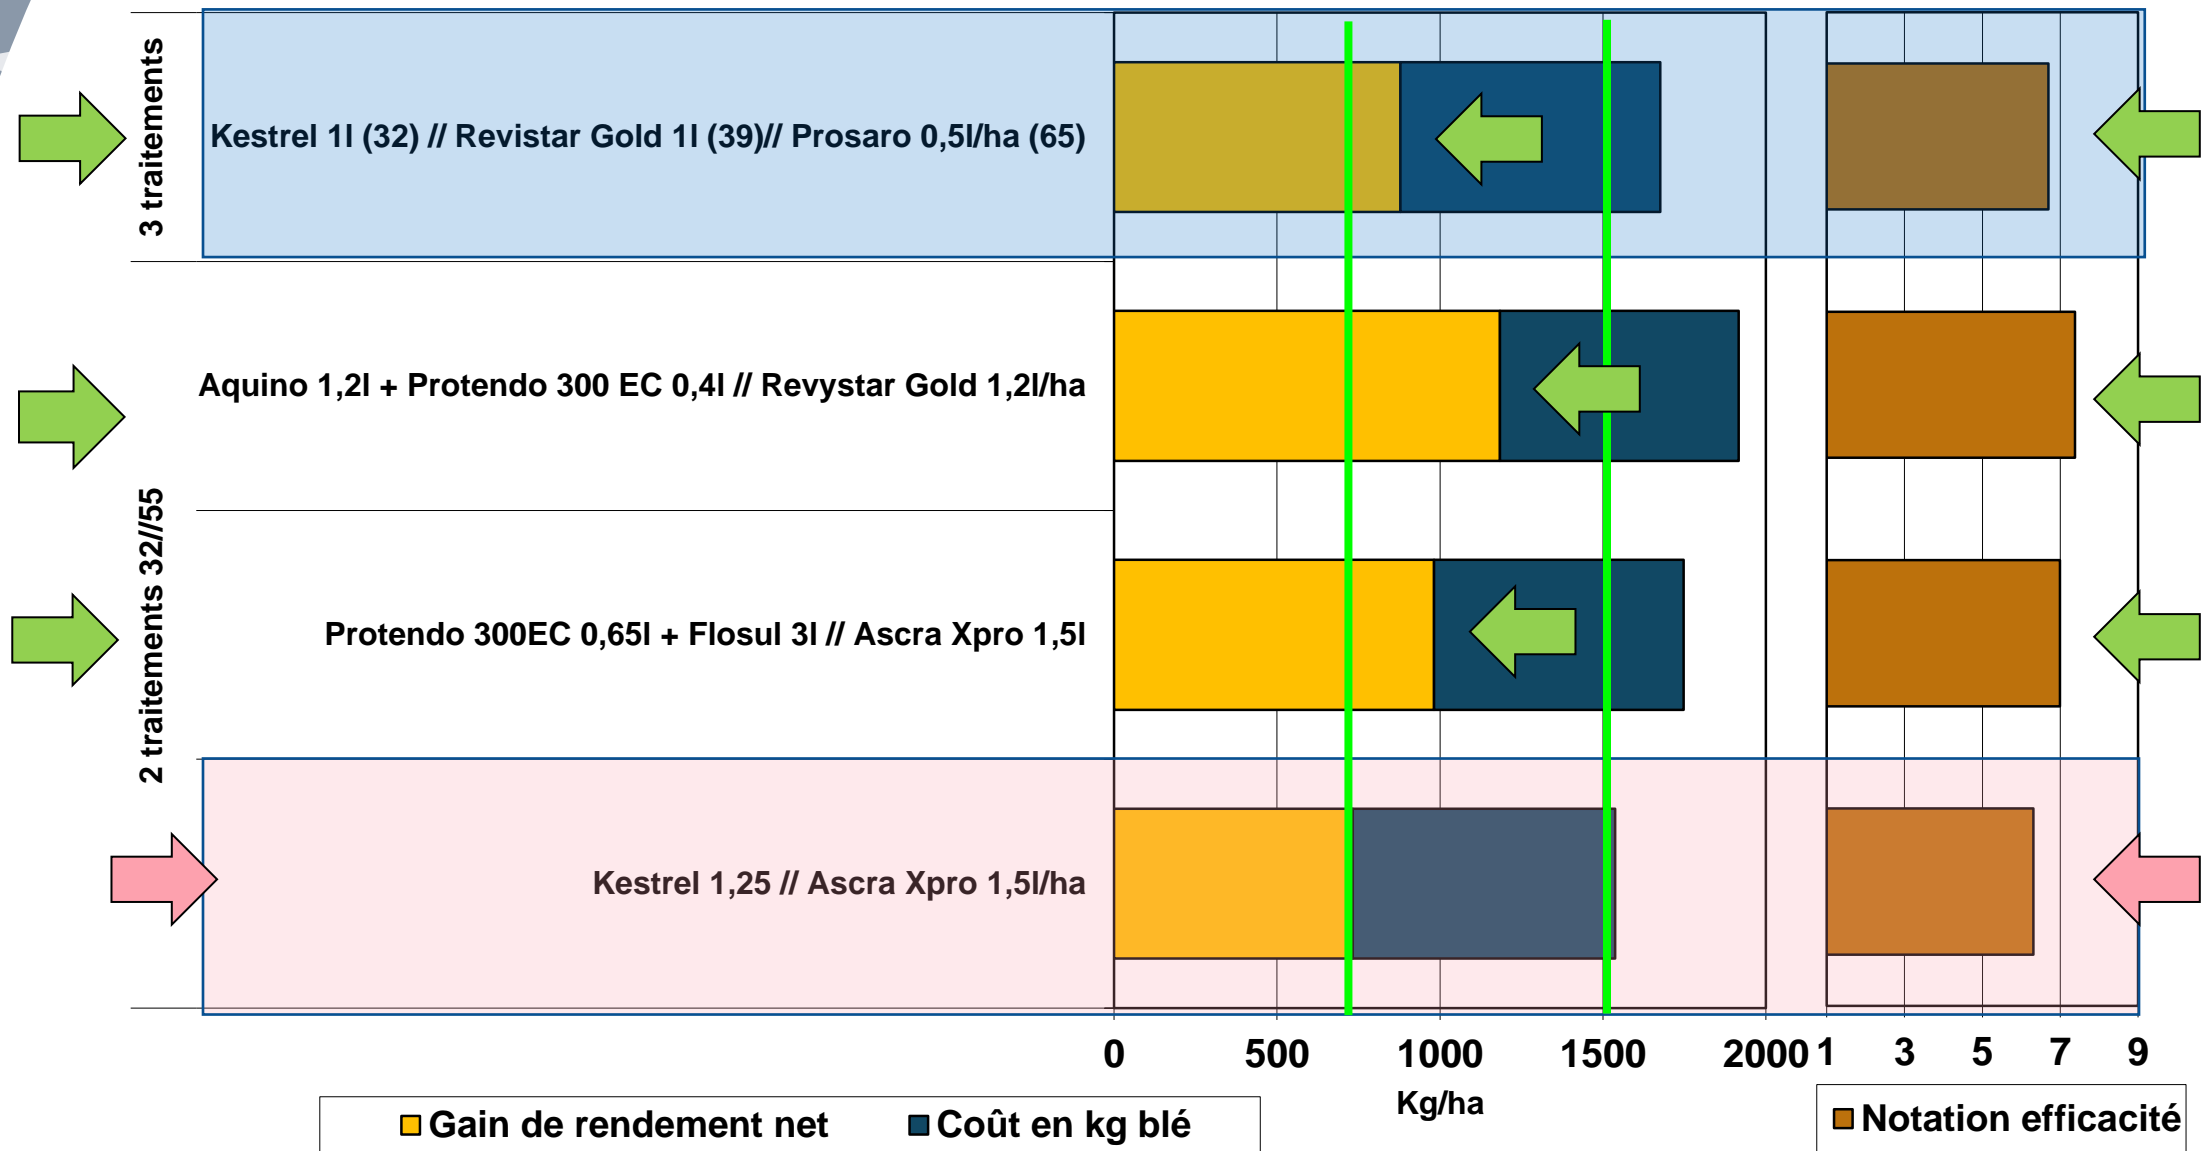 3 traitements
Kestrel 1l (32) // Revistar Gold 1l (39)// Prosaro 0,5l/ha (65)
Aquino 1,2l + Protendo 300 EC 0,4l // Revystar Gold 1,2l/ha
2 traitements 32//55
Protendo 300EC 0,65l + Flosul 3l // Ascra Xpro 1,5l
Kestrel 1,25 // Ascra Xpro 1,5l/ha
0 500 1000 1500 2000 1 3 5 7 9
Kg/ha
Gain de rendement net Coût en kg blé Notation efficacité